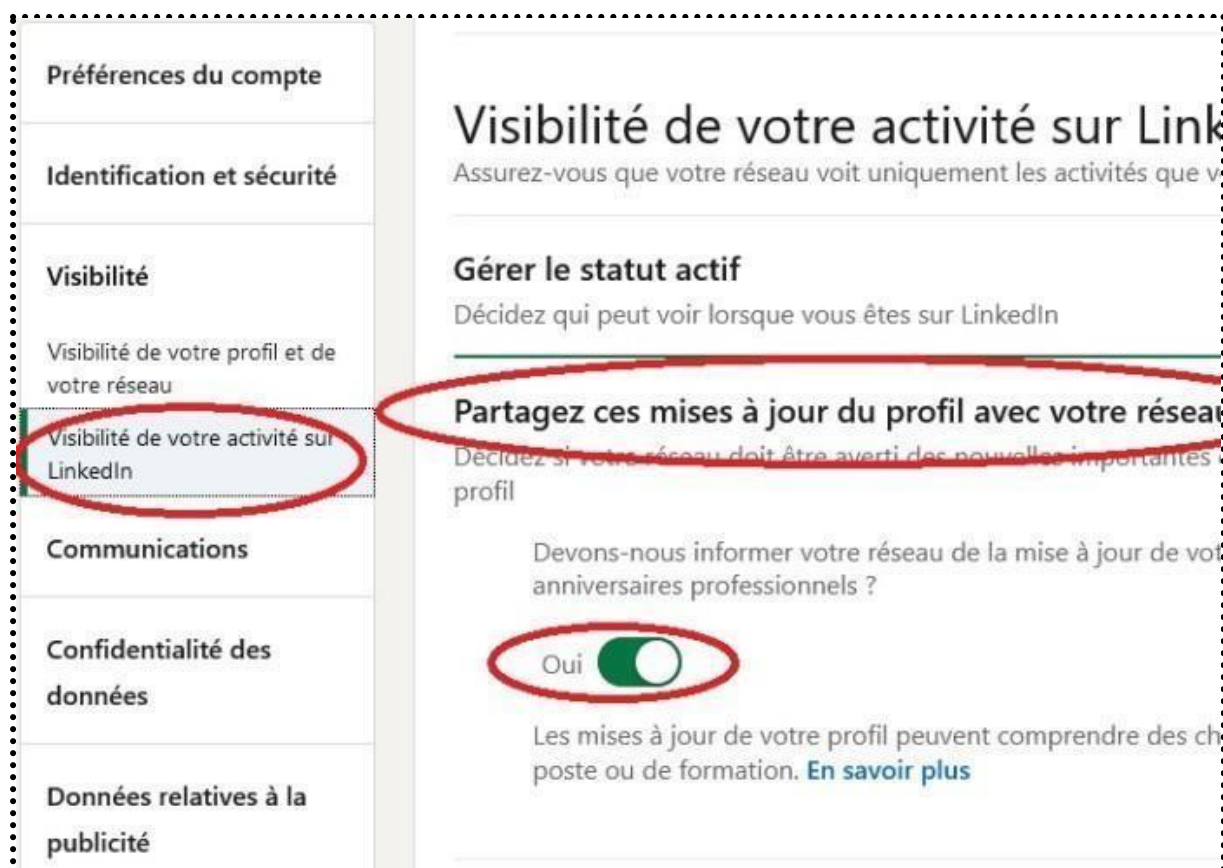 Préférences du compte
Identification et sécurité
Visibilité
Visibilité de votre profil et de
votre réseau
Visibilité de votre activité sur
LinkedIn
Communications
Confidentialité des
données
Données relatives à la
publicité
Visibilité de votre activité sur Link
Assurez-vous que votre réseau voit uniquement les activités que v
Gérer le statut actif
Décidez qui peut voir lorsque vous êtes sur LinkedIn
Partagez ces mises à jour du profil avec votre réseau
Décidez si votre réseau doit être averti des nouvelles importantes
profil
Devons-nous informer votre réseau de la mise à jour de vot
anniversaires professionnels ?
Oui
Les mises à jour de votre profil peuvent comprendre des ch
poste ou de formation. En savoir plus